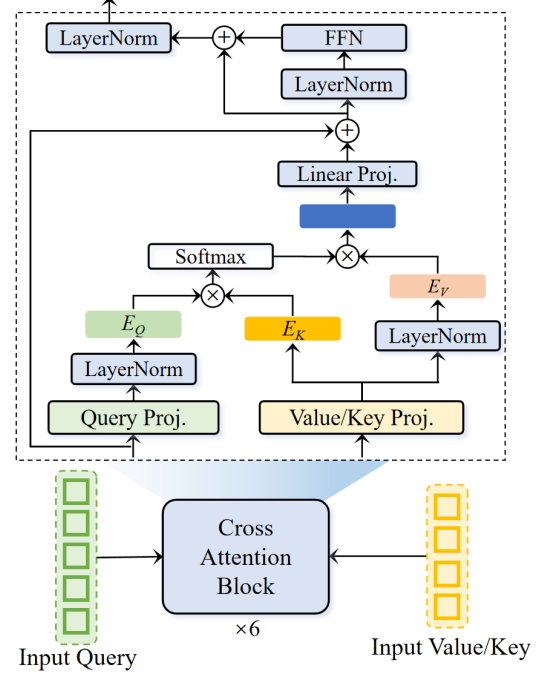 LayerNorm
+
FFN
LayerNorm
+
Linear Proj.
Softmax
×
×
E_Q
E_K
E_V
LayerNorm
LayerNorm
Query Proj.
Value/Key Proj.
Cross
Attention
Block
×6
Input Query
Input Value/Key